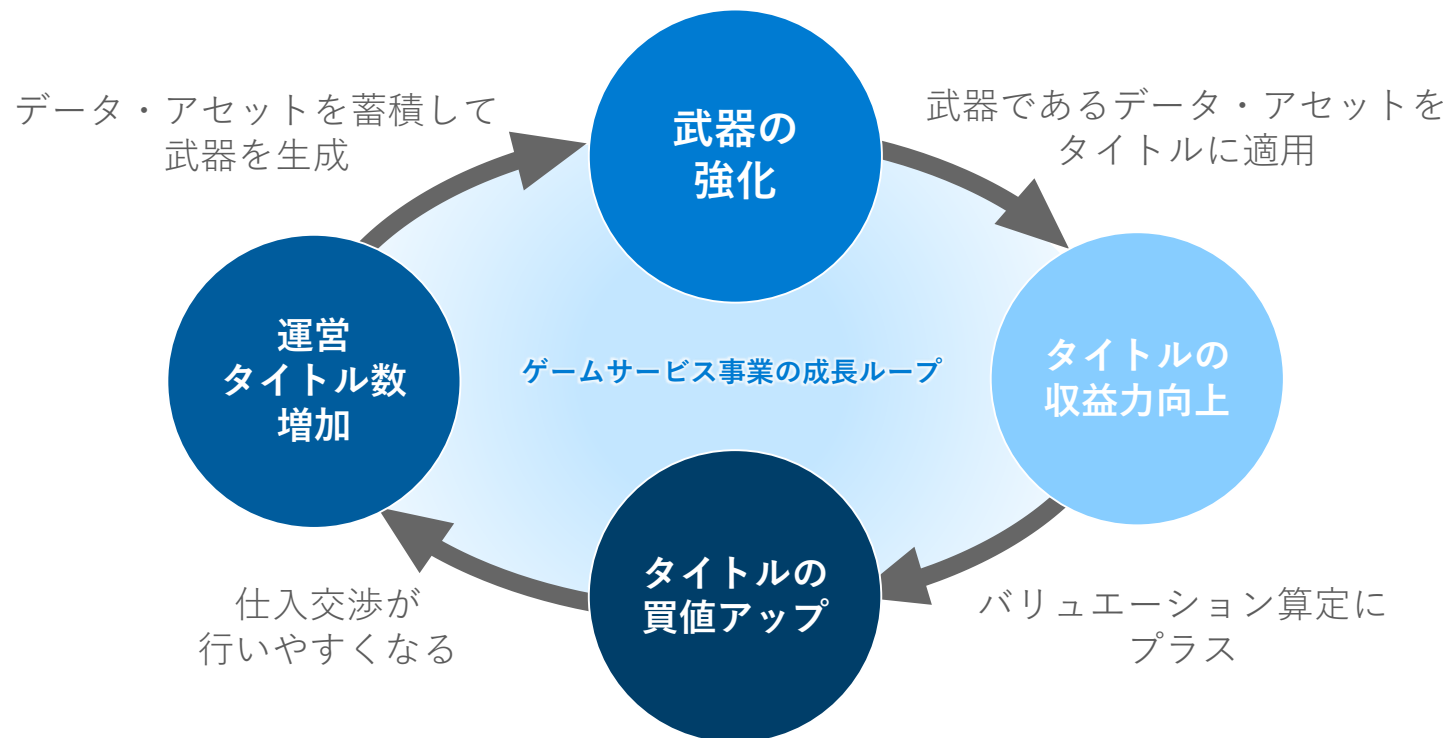 データ・アセットを蓄積して
武器を生成
武器の
強化
武器であるデータ・アセットを
タイトルに適用
運営
タイトル数
増加
ゲームサービス事業の成長ループ
タイトルの
収益力向上
仕入交渉が
行いやすくなる
タイトルの
買値アップ
バリュエーション算定に
プラス